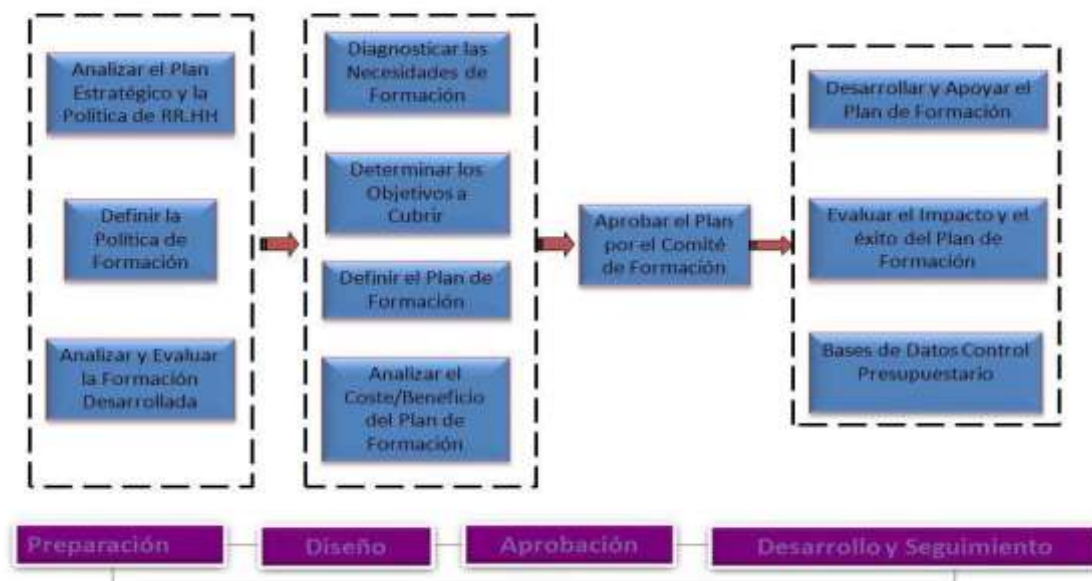 Analizar el Plan
Estratégico y la
Política de RR.HH
Definir la
Política de
Formación
Analizar y Evaluar
la Formación
Desarrollada
Diagnosticar las
Necesidades de
Formación
Determinar los
Objetivos a
Cubrir
Definir el Plan de
Formación
Analizar el
Coste/Beneficio
del Plan de
Formación
Aprobar el Plan
por el Comité
de Formación
Desarrollar y Apoyar el
Plan de Formación
Evaluar el Impacto y el
éxito del Plan de
Formación
Bases de Datos Control
Presupuestario
Preparación
Diseño
Aprobación
Desarrollo y Seguimiento